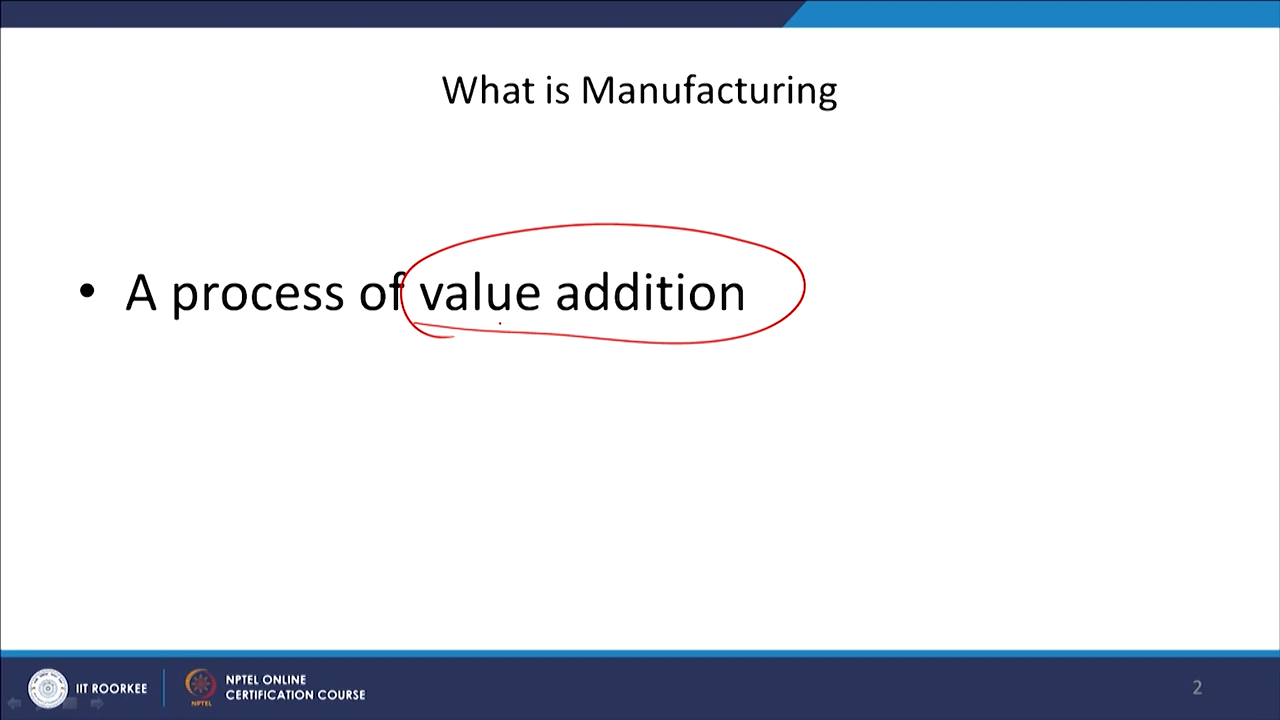 What is Manufacturing
• A process of value addition
IIT ROORKEE
NPTEL ONLINE
CERTIFICATION COURSE
NPTEL
2